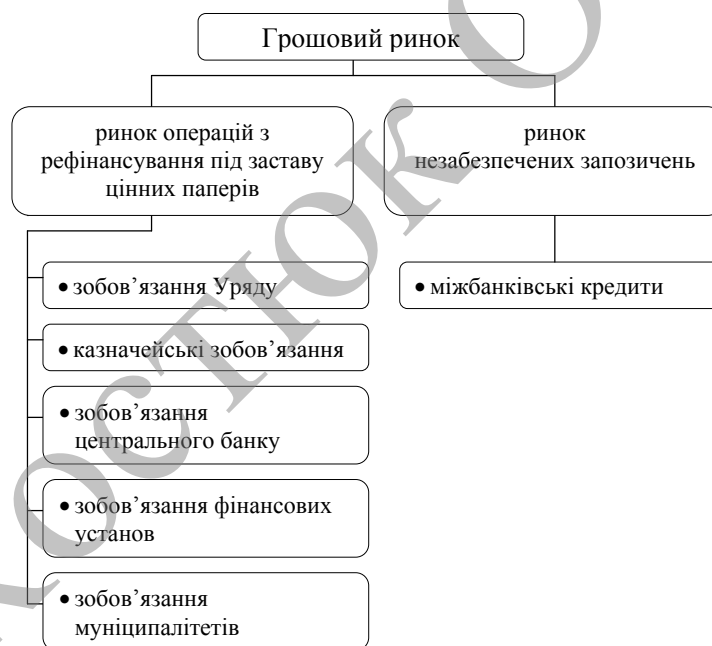 Грошовий ринок
ринок операцій з
рефінансування під заставу
цінних паперів
ринок
незабезпечених запозичень
• зобов’язання Уряду
• казначейські зобов’язання
• зобов’язання
центрального банку
• зобов’язання фінансових
установ
• зобов’язання
муніципалітетів
• міжбанківські кредити
КОСТЮК О